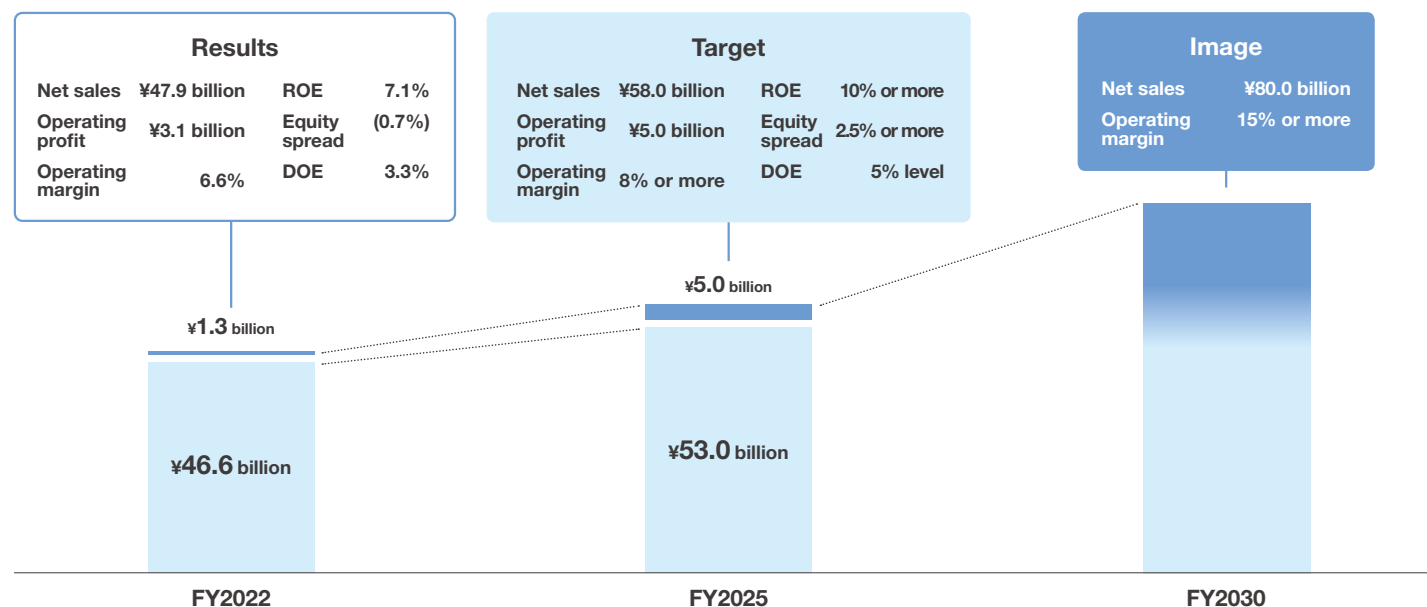 Results
Net sales ¥47.9 billion ROE 7.1%
Operating profit ¥3.1 billion Equity spread (0.7%)
Operating margin 6.6% DOE 3.3%
Target
Net sales ¥58.0 billion ROE 10% or more
Operating profit ¥5.0 billion Equity spread 2.5% or more
Operating margin 8% or more DOE 5% level
Image
Net sales ¥80.0 billion
Operating margin 15% or more
¥1.3 billion
¥46.6 billion
¥5.0 billion
¥53.0 billion
FY2022
FY2025
FY2030